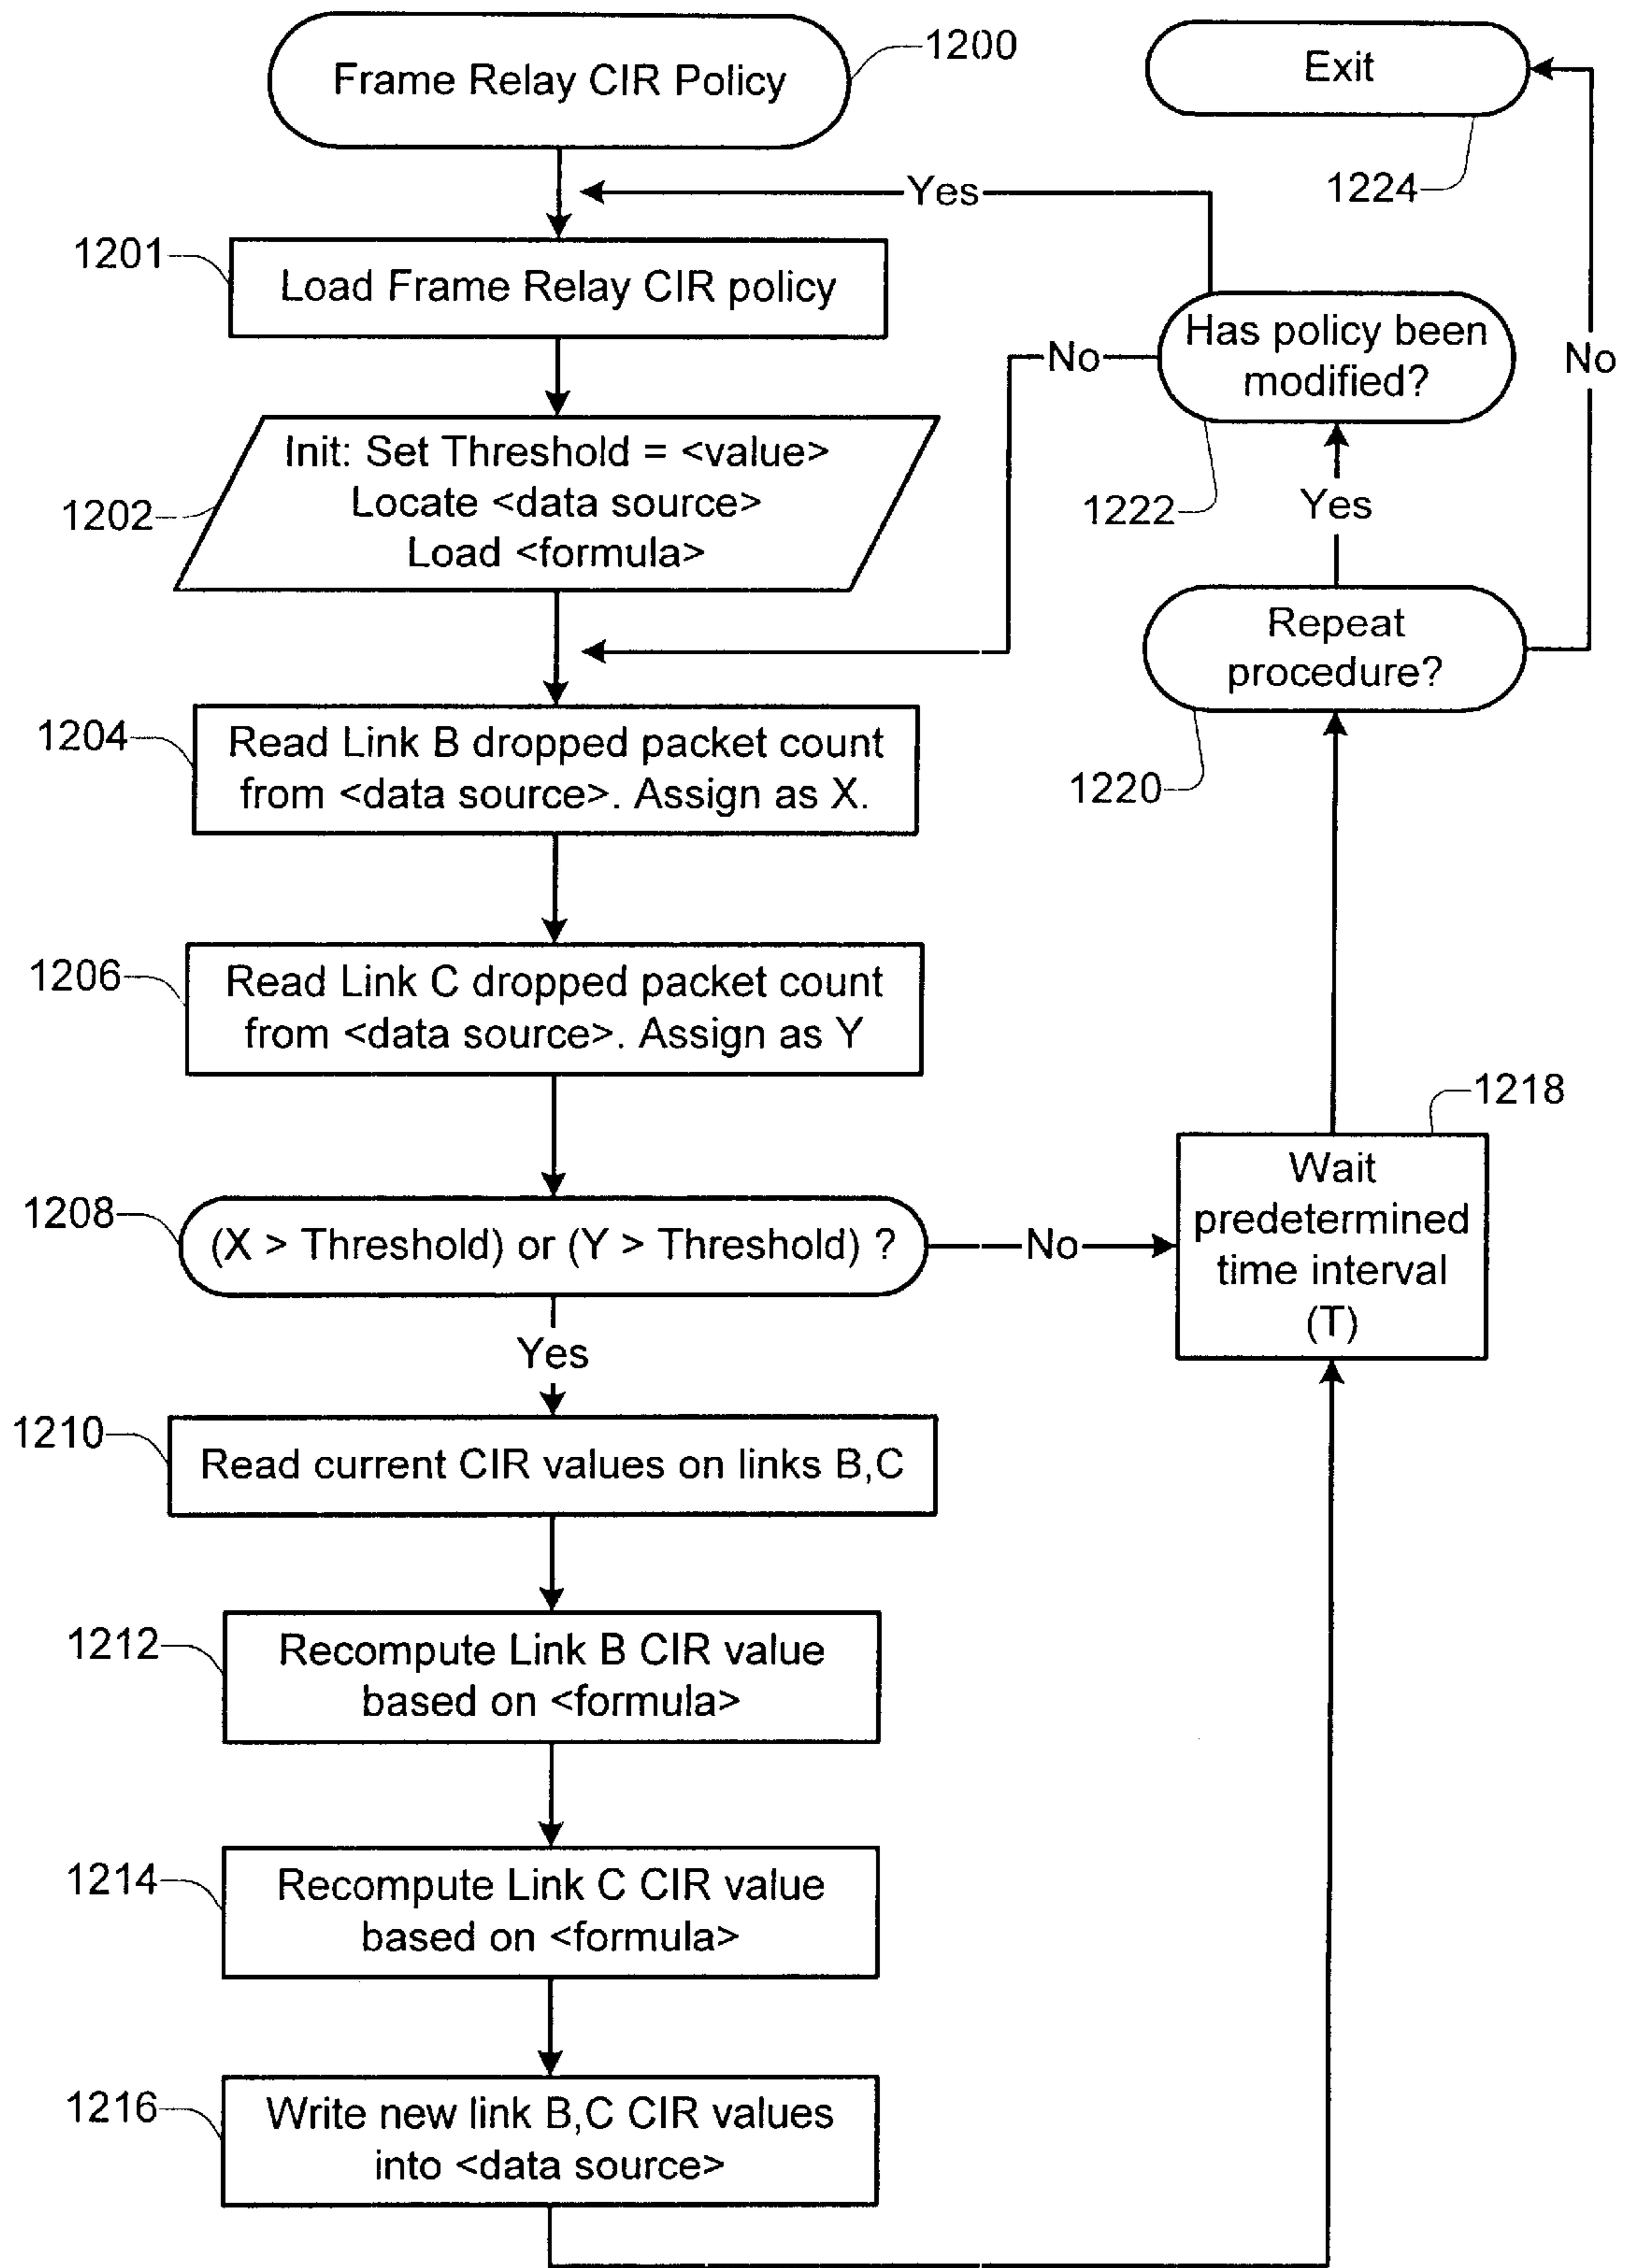 Frame Relay CIR Policy
1200
Exit
1224
Yes
1201
Load Frame Relay CIR policy
Has policy been
modified?
No
No
1222
Yes
1202
Init: Set Threshold = <value>
Locate <data source>
Load <formula>
Repeat
procedure?
1220
1204
Read Link B dropped packet count
from <data source>. Assign as X.
1206
Read Link C dropped packet count
from <data source>. Assign as Y
1218
Wait
predetermined
time interval
(T)
1208
(X > Threshold) or (Y > Threshold) ?
No
Yes
1210
Read current CIR values on links B,C
1212
Recompute Link B CIR value
based on <formula>
1214
Recompute Link C CIR value
based on <formula>
1216
Write new link B,C CIR values
into <data source>